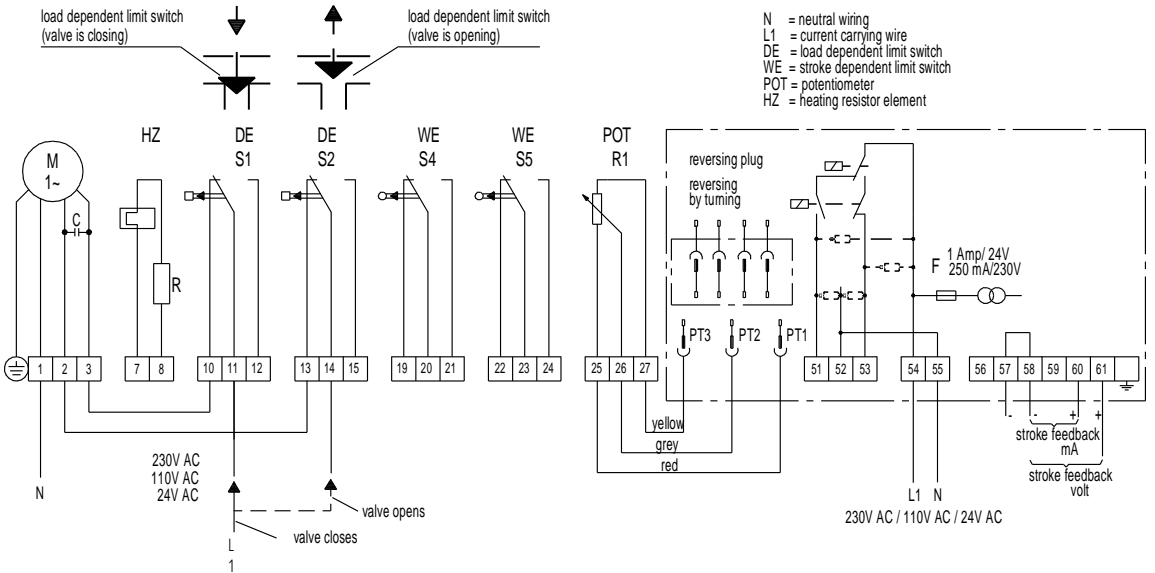 load dependent limit switch
(valve is closing)
load dependent limit switch
(valve is opening)
N = neutral wiring
L1 = current carrying wire
DE = load dependent limit switch
WE = stroke dependent limit switch
POT = potentiometer
HZ = heating resistor element
M
1~
C
HZ
R
DE
S1
DE
S2
WE
S4
WE
S5
POT
R1
reversing plug
reversing
by turning
PT3
PT2
PT1
F
1 Amp/ 24V
250 mA/230V
1 2 3
7 8
10 11 12
13 14 15
19 20 21
22 23 24
25 26 27
51 52 53
54 55
56 57 58 59 60 61
yellow
grey
red
- - + +
stroke feedback
mA
stroke feedback
volt
N
230V AC
110V AC
24V AC
valve opens
valve closes
L
1
L1 N
230V AC / 110V AC / 24V AC